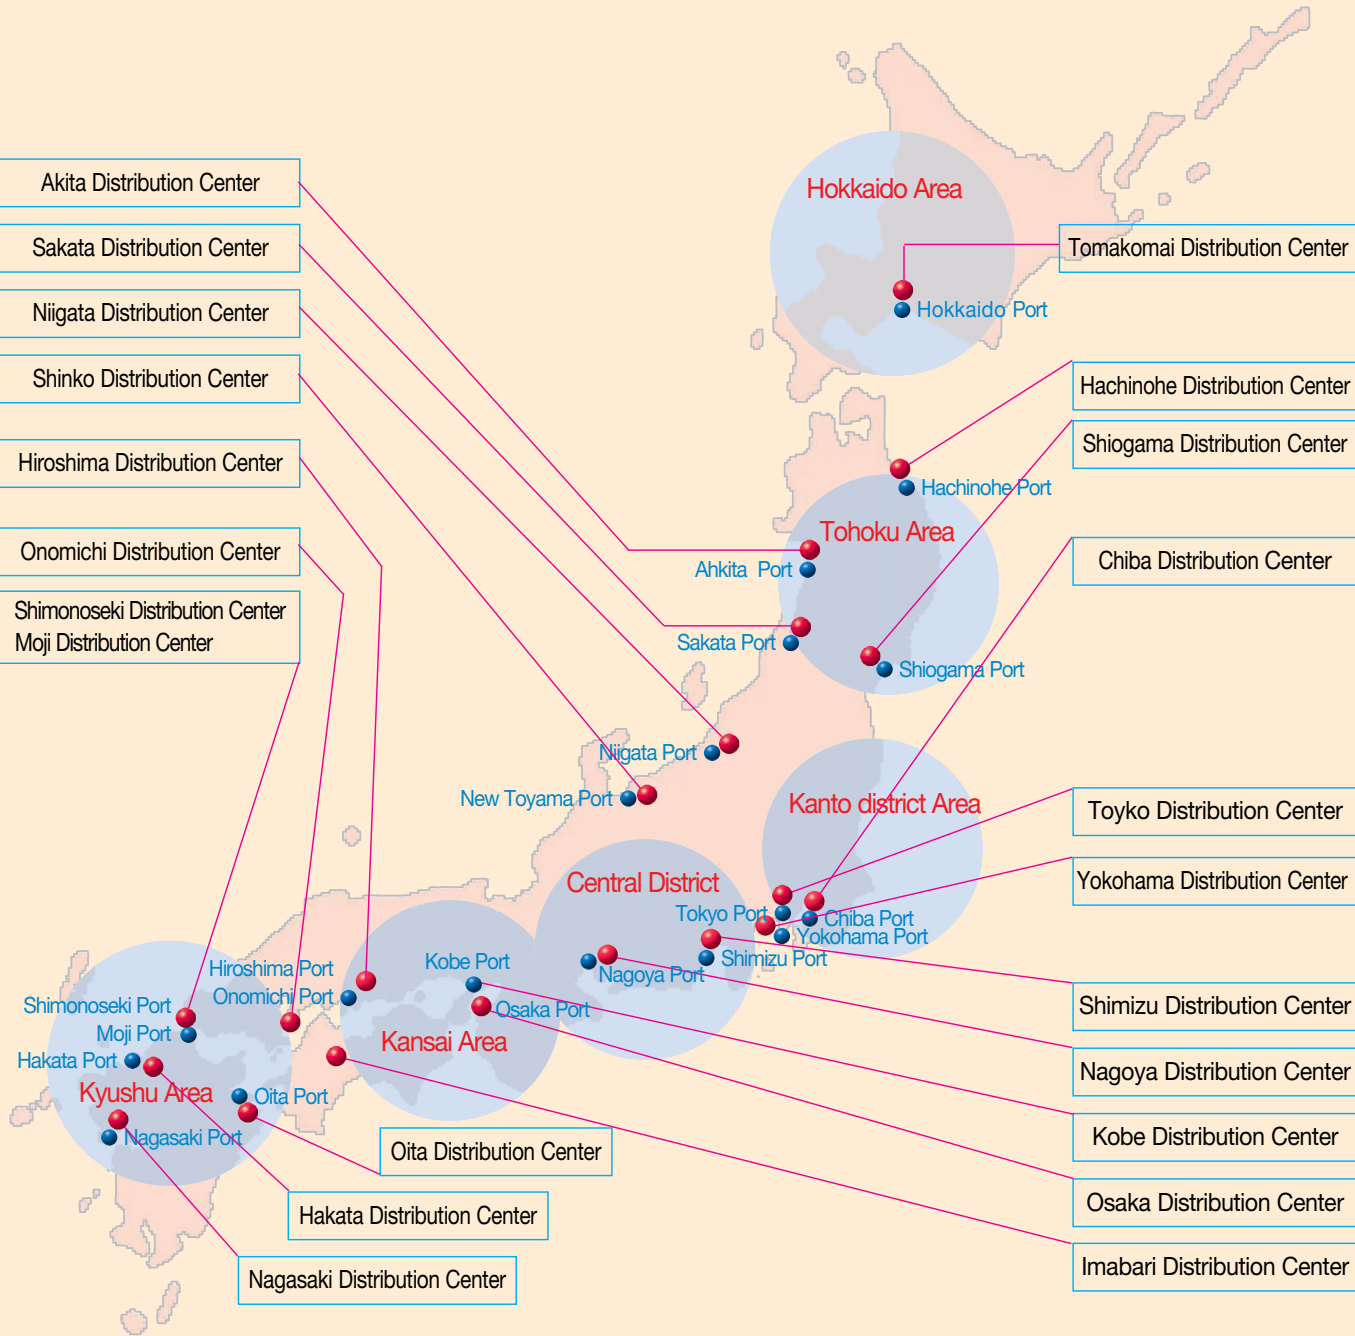 Akita Distribution Center
Sakata Distribution Center
Niigata Distribution Center
Shinko Distribution Center
Hiroshima Distribution Center
Onomichi Distribution Center
Shimonoseki Distribution Center
Moji Distribution Center
Hokkaido Area
Tomakomai Distribution Center
Hokkaido Port
Hachinohe Distribution Center
Shiogama Distribution Center
Hachinohe Port
Tohoku Area
Chiba Distribution Center
Ahkita Port
Sakata Port
Shiogama Port
Niigata Port
New Toyama Port
Kanto district Area
Toyko Distribution Center
Central District
Yokohama Distribution Center
Tokyo Port
Chiba Port
Yokohama Port
Shimizu Port
Nagoya Port
Kobe Port
Hiroshima Port
Onomichi Port
Shimonoseki Port
Moji Port
Osaka Port
Shimizu Distribution Center
Kansai Area
Hakata Port
Nagoya Distribution Center
Kyushu Area
Oita Port
Nagasaki Port
Kobe Distribution Center
Oita Distribution Center
Osaka Distribution Center
Hakata Distribution Center
Imabari Distribution Center
Nagasaki Distribution Center